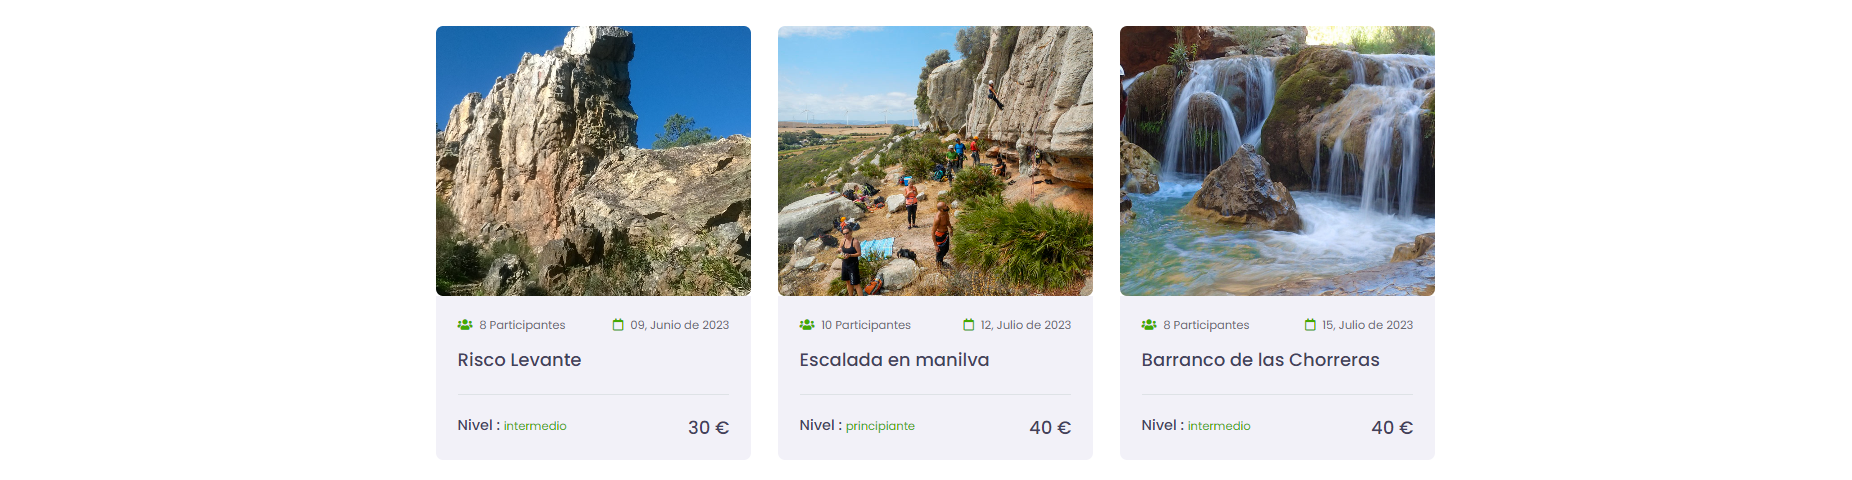 8 Participantes
09, Junio de 2023
Risco Levante
Nivel : intermedio
30 €
10 Participantes
12, Julio de 2023
Escalada en manilva
Nivel : principiante
40 €
8 Participantes
15, Julio de 2023
Barranco de las Chorreras
Nivel : intermedio
40 €